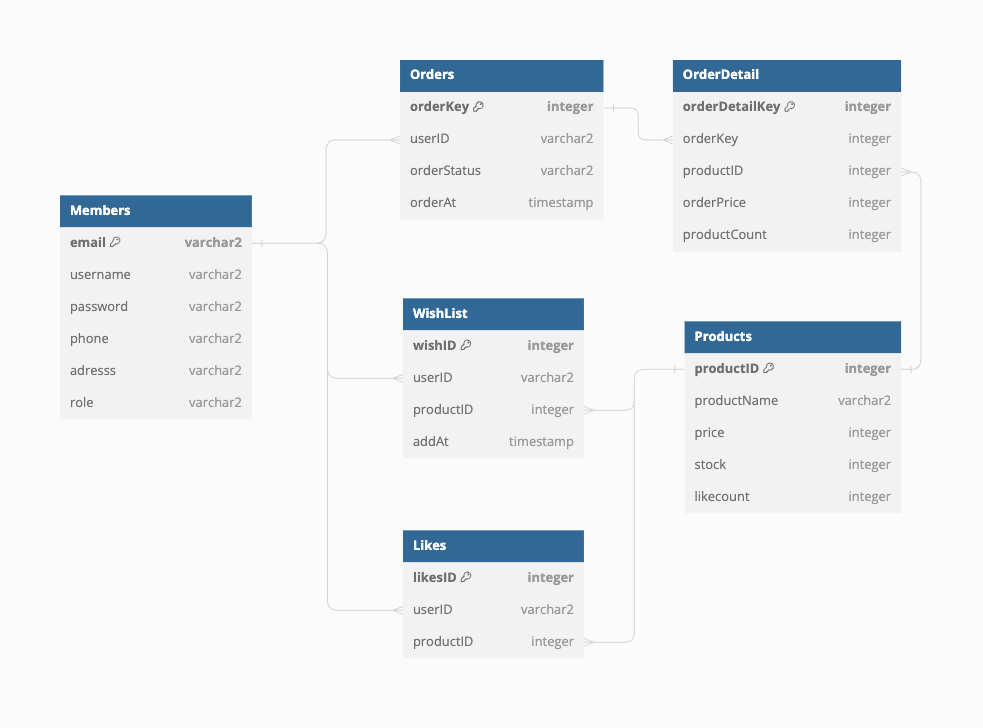 Orders
orderKey integer
userID varchar2
orderStatus varchar2
orderAt timestamp
OrderDetail
orderDetailKey integer
orderKey integer
productID integer
orderPrice integer
productCount integer
Members
email varchar2
username varchar2
password varchar2
phone varchar2
adresss varchar2
role varchar2
WishList
wishID integer
userID varchar2
productID integer
addAt timestamp
Products
productID integer
productName varchar2
price integer
stock integer
likecount integer
Likes
likesID integer
userID varchar2
productID integer